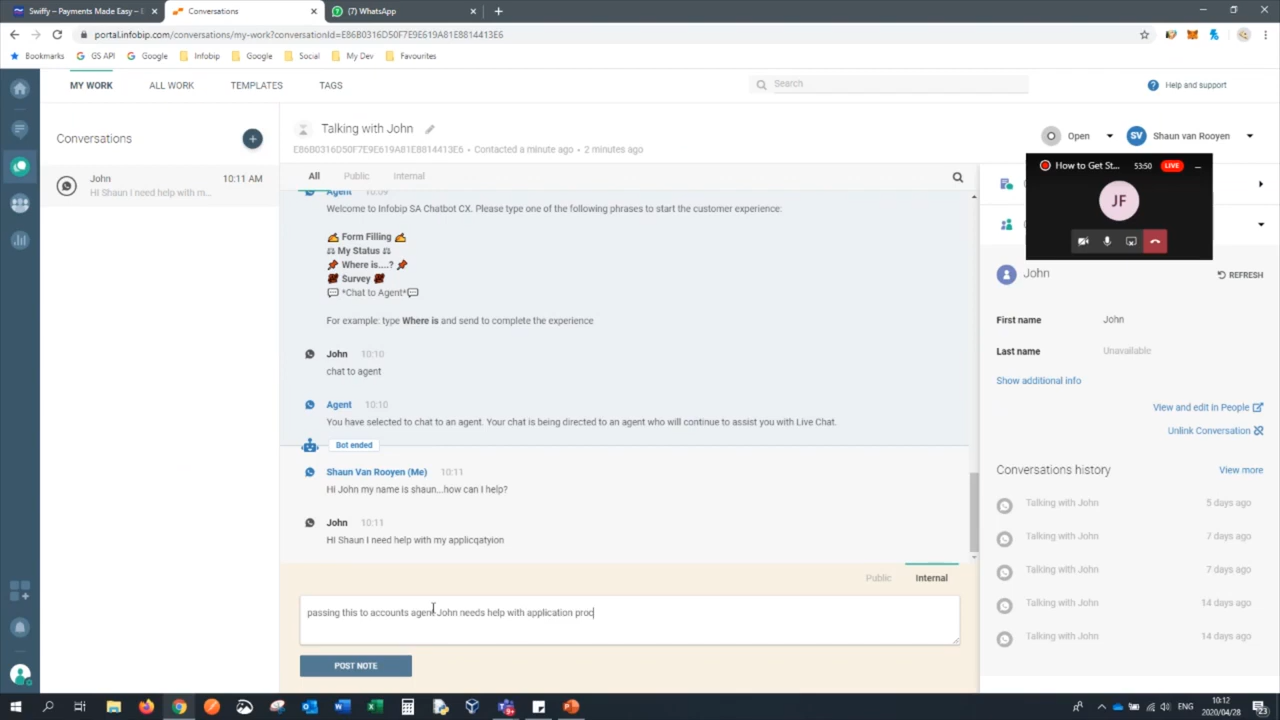 Swiffy – Payments Made Easy – E
Conversations
(7) WhatsApp
portal.infobip.com/conversations/my-work?conversationId=E86B0316D50F7E9E619A81E8814413E6
Bookmarks
GS API
Google
Infobip
Google
Social
My Dev
Favourites
MY WORK
ALL WORK
TEMPLATES
TAGS
Search
Help and support
Conversations
Talking with John
E86B0316D50F7E9E619A81E8814413E6 • Contacted a minute ago • 2 minutes ago
Open
SV
Shaun van Rooyen
John
10:11 AM
HI Shaun I need help with m...
All
Public
Internal
How to Get St...
53:50
LIVE
JF
Agent 10:09
Welcome to Infobip SA Chatbot CX. Please type one of the following phrases to start the customer experience:
Form Filling
My Status
Where is....?
Survey
*Chat to Agent*
For example: type Where is and send to complete the experience
John 10:10
chat to agent
Agent 10:10
You have selected to chat to an agent. Your chat is being directed to an agent who will continue to assist you with Live Chat.
Bot ended
Shaun Van Rooyen (Me) 10:11
Hi John my name is shaun...how can I help?
John 10:11
HI Shaun I need help with my applicqatyion
Public
Internal
passing this to accounts agent John needs help with application prod
POST NOTE
John
REFRESH
First name
John
Last name
Unavailable
Show additional info
View and edit in People
Unlink Conversation
Conversations history
View more
Talking with John
5 days ago
Talking with John
7 days ago
Talking with John
7 days ago
Talking with John
14 days ago
Talking with John
14 days ago
ENG
10:12
2020/04/28
23